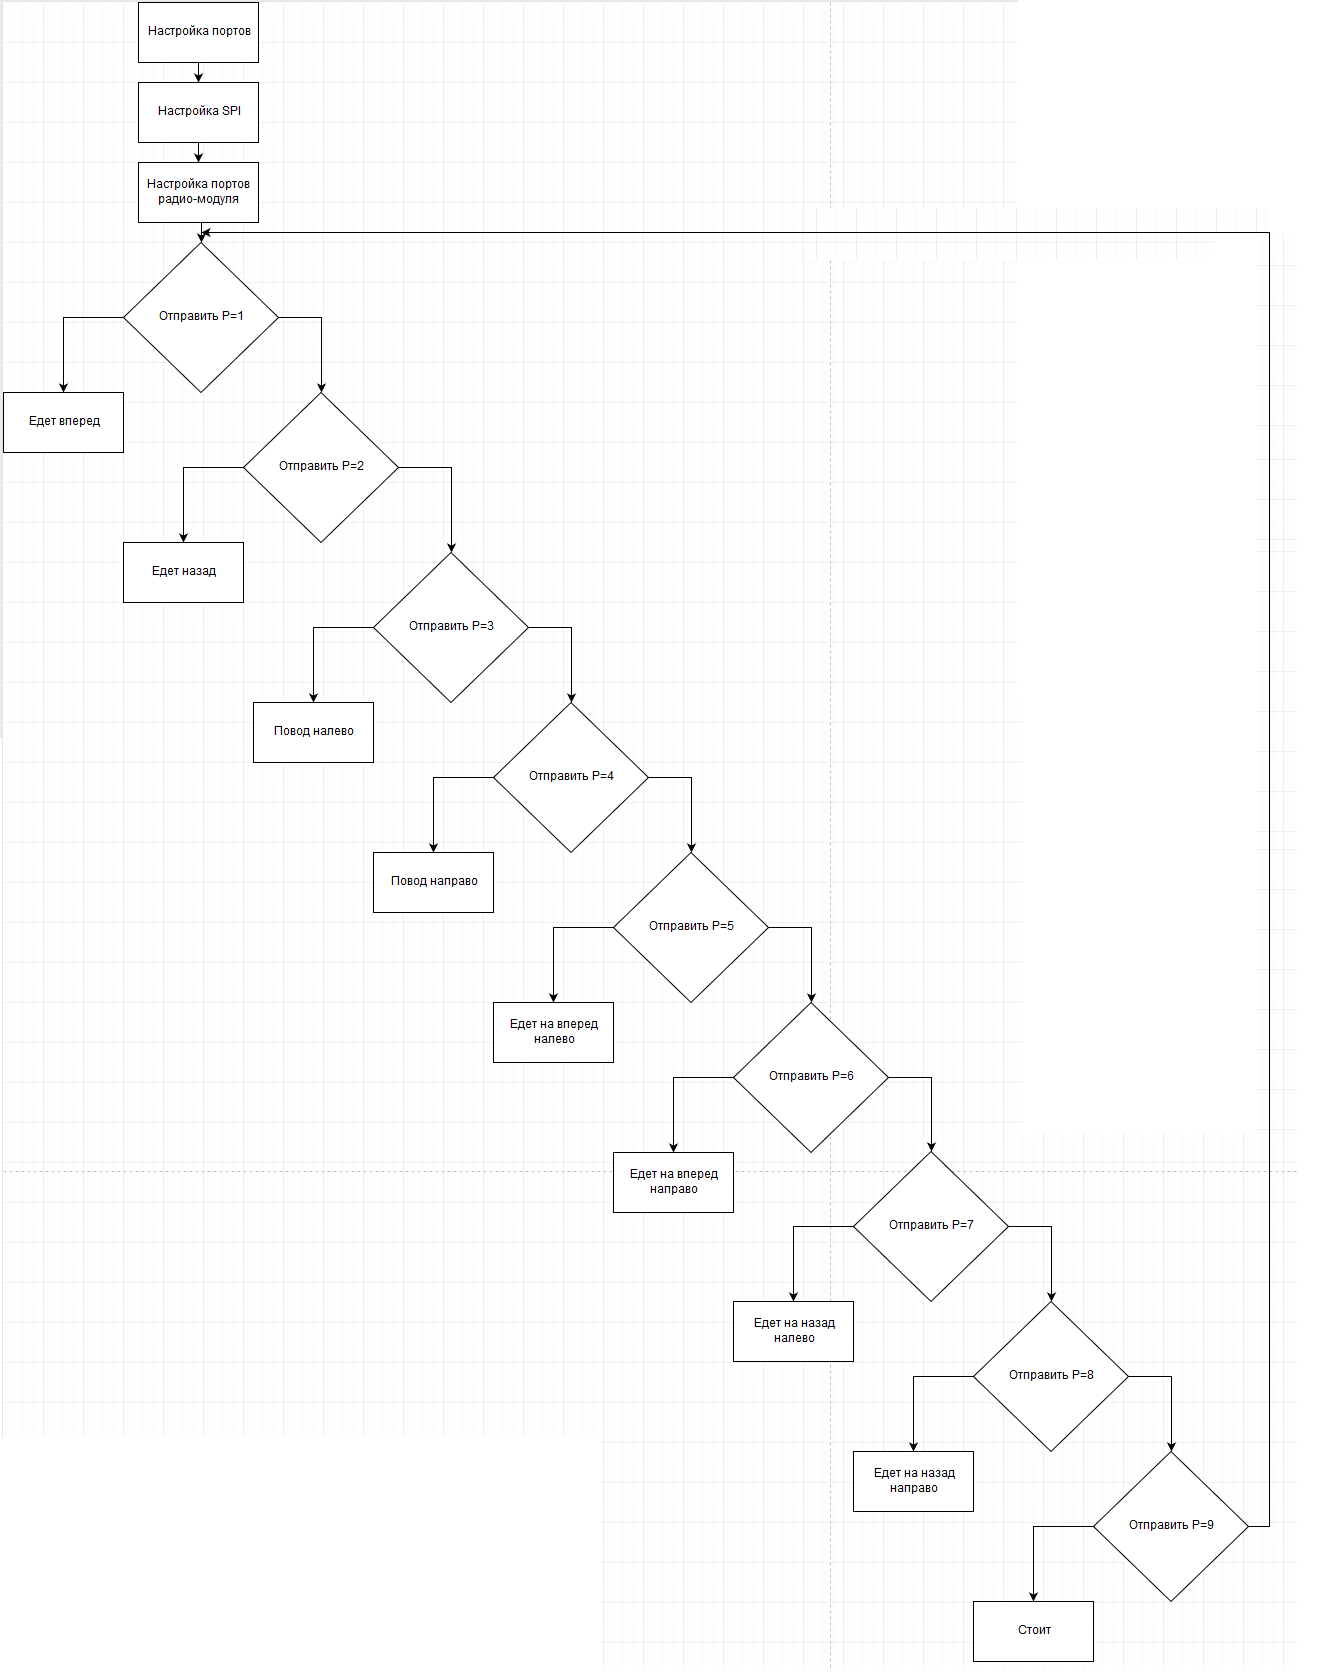 Настройка портов
Настройка SPI
Настройка портов
радио-модуля
Отправить P=1
Едет вперед
Отправить P=2
Едет назад
Отправить P=3
Повод налево
Отправить P=4
Повод направо
Отправить P=5
Едет на вперед
налево
Отправить P=6
Едет на вперед
направо
Отправить P=7
Едет на назад
налево
Отправить P=8
Едет на назад
направо
Отправить P=9
Стоит